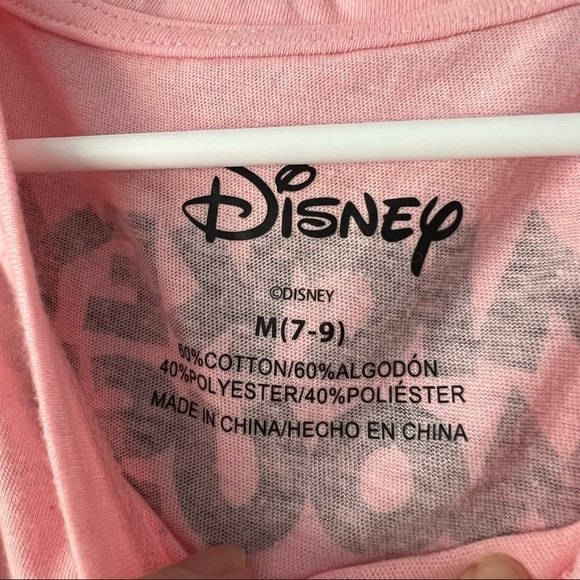 Disney
©DISNEY
M(7-9)
60%COTTON/60%ALGODÓN
40%POLYESTER/40%POLIÉSTER
MADE IN CHINA/HECHO EN CHINA